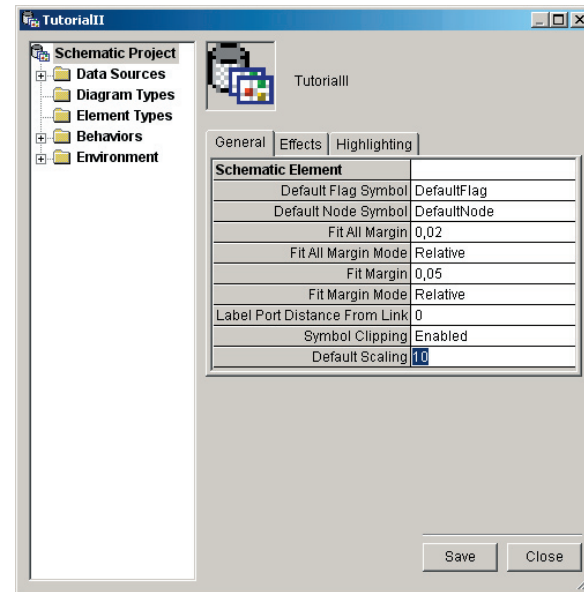 TutorialII
Schematic Project
Data Sources
Diagram Types
Element Types
Behaviors
Environment
TutorialII
General Effects Highlighting
Schematic Element
Default Flag Symbol DefaultFlag
Default Node Symbol DefaultNode
Fit All Margin 0,02
Fit All Margin Mode Relative
Fit Margin 0,05
Fit Margin Mode Relative
Label Port Distance From Link 0
Symbol Clipping Enabled
Default Scaling 10
Save Close